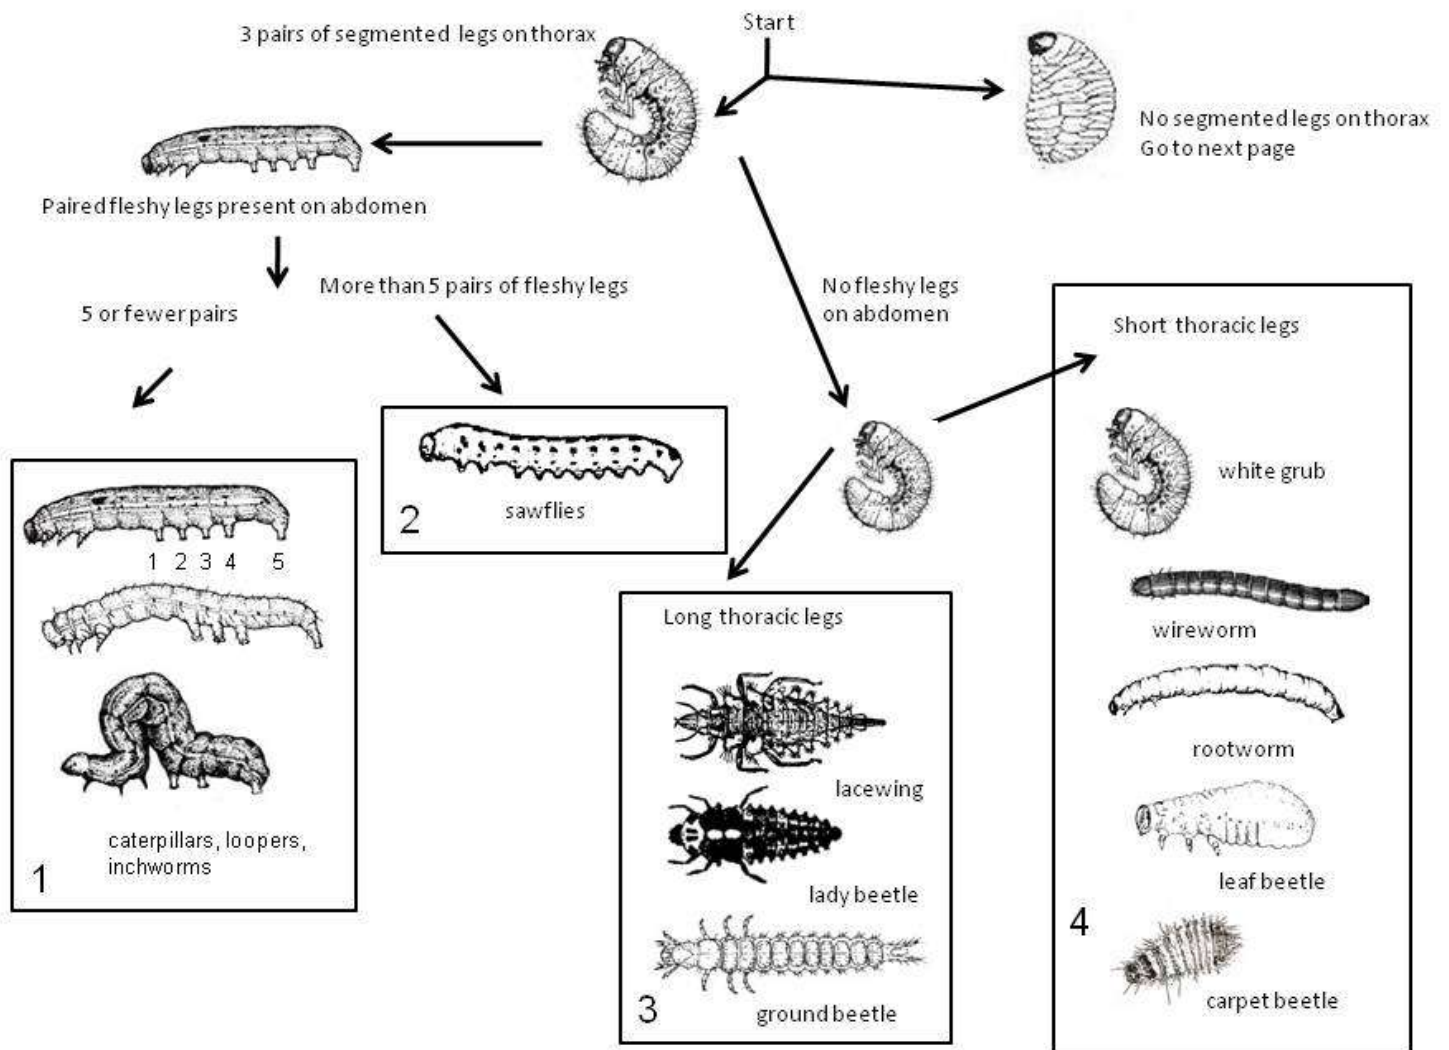 Start
3 pairs of segmented legs on thorax
No segmented legs on thorax
Go to next page
Paired fleshy legs present on abdomen
5 or fewer pairs
More than 5 pairs of fleshy legs
No fleshy legs
on abdomen
1 2 3 4 5
caterpillars, loopers,
inchworms
1
sawflies
2
Long thoracic legs
lacewing
lady beetle
ground beetle
3
Short thoracic legs
white grub
wireworm
rootworm
leaf beetle
carpet beetle
4